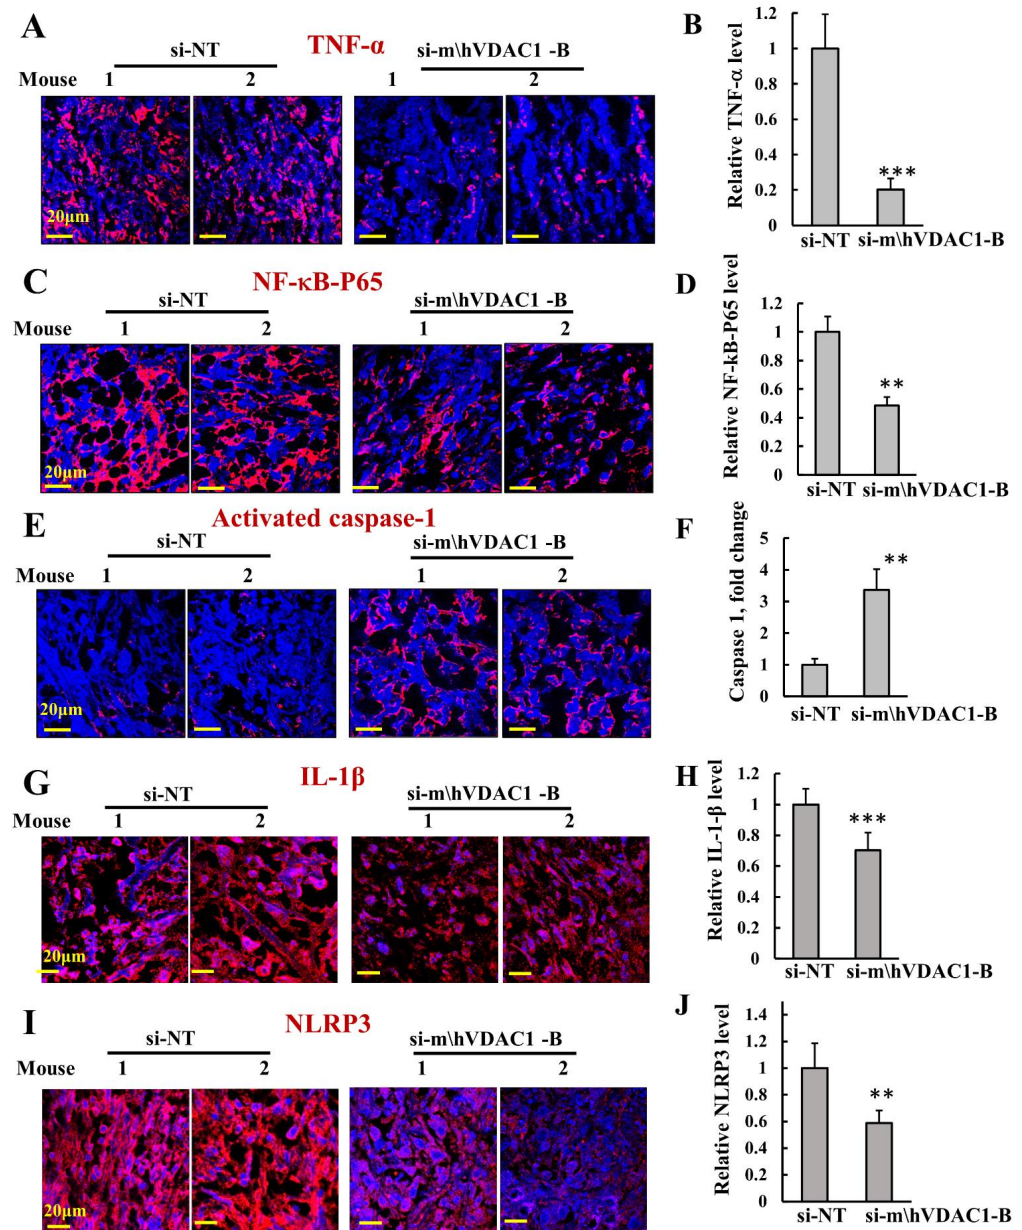 A
TNF-α
si-NT
si-m\hVDAC1 -B
Mouse 1 2 1 2
20μm
B
Relative TNF-α level
1.2
1
0.8
0.6
0.4
0.2
0
***
si-NT si-m\hVDAC1-B
C
NF-κB-P65
si-NT
si-m\hVDAC1 -B
Mouse 1 2 1 2
20μm
D
Relative NF-kB-P65 level
1.2
1
0.8
0.6
0.4
0.2
0
**
si-NT si-m\hVDAC1-B
E
Activated caspase-1
si-NT
si-m\hVDAC1 -B
Mouse 1 2 1 2
20μm
F
Caspase 1, fold change
5
4
3
2
1
0
**
si-NT si-m\hVDAC1-B
G
IL-1β
si-NT
si-m\hVDAC1 -B
Mouse 1 2 1 2
20μm
H
Relative IL-1-β level
1.2
1
0.8
0.6
0.4
0.2
0
***
si-NT si-m\hVDAC1-B
I
NLRP3
si-NT
si-m\hVDAC1 -B
Mouse 1 2 1 2
20μm
J
Relative NLRP3 level
1.4
1.2
1
0.8
0.6
0.4
0.2
0
**
si-NT si-m\hVDAC1-B